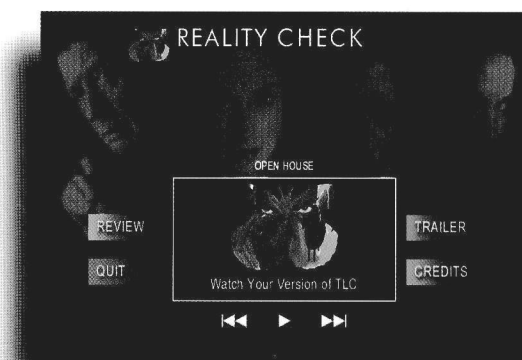 REALITY CHECK
OPEN HOUSE
REVIEW
TRAILER
QUIT
CREDITS
Watch Your Version of TLC